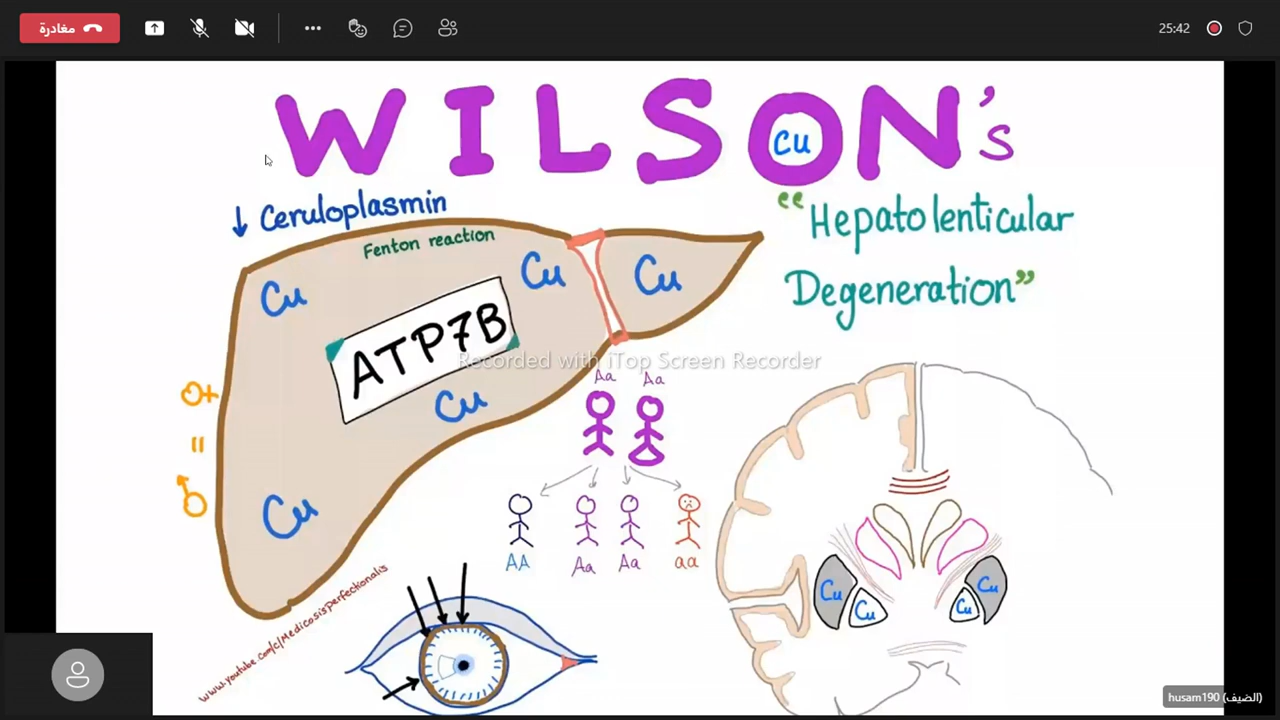 مغادرة
25:42
WILSON's
Cu
↓ Ceruloplasmin
Fenton reaction
"Hepatolenticular
Degeneration"
Cu
Cu
Cu
ATP7B
Cu
Cu
Recorded with iTop Screen Recorder
Aa
Aa
AA
Aa
Aa
aa
Cu
Cu
Cu
Cu
www.youtube.com/c/Medicosisperfectionalis
husam190 (الضيف)